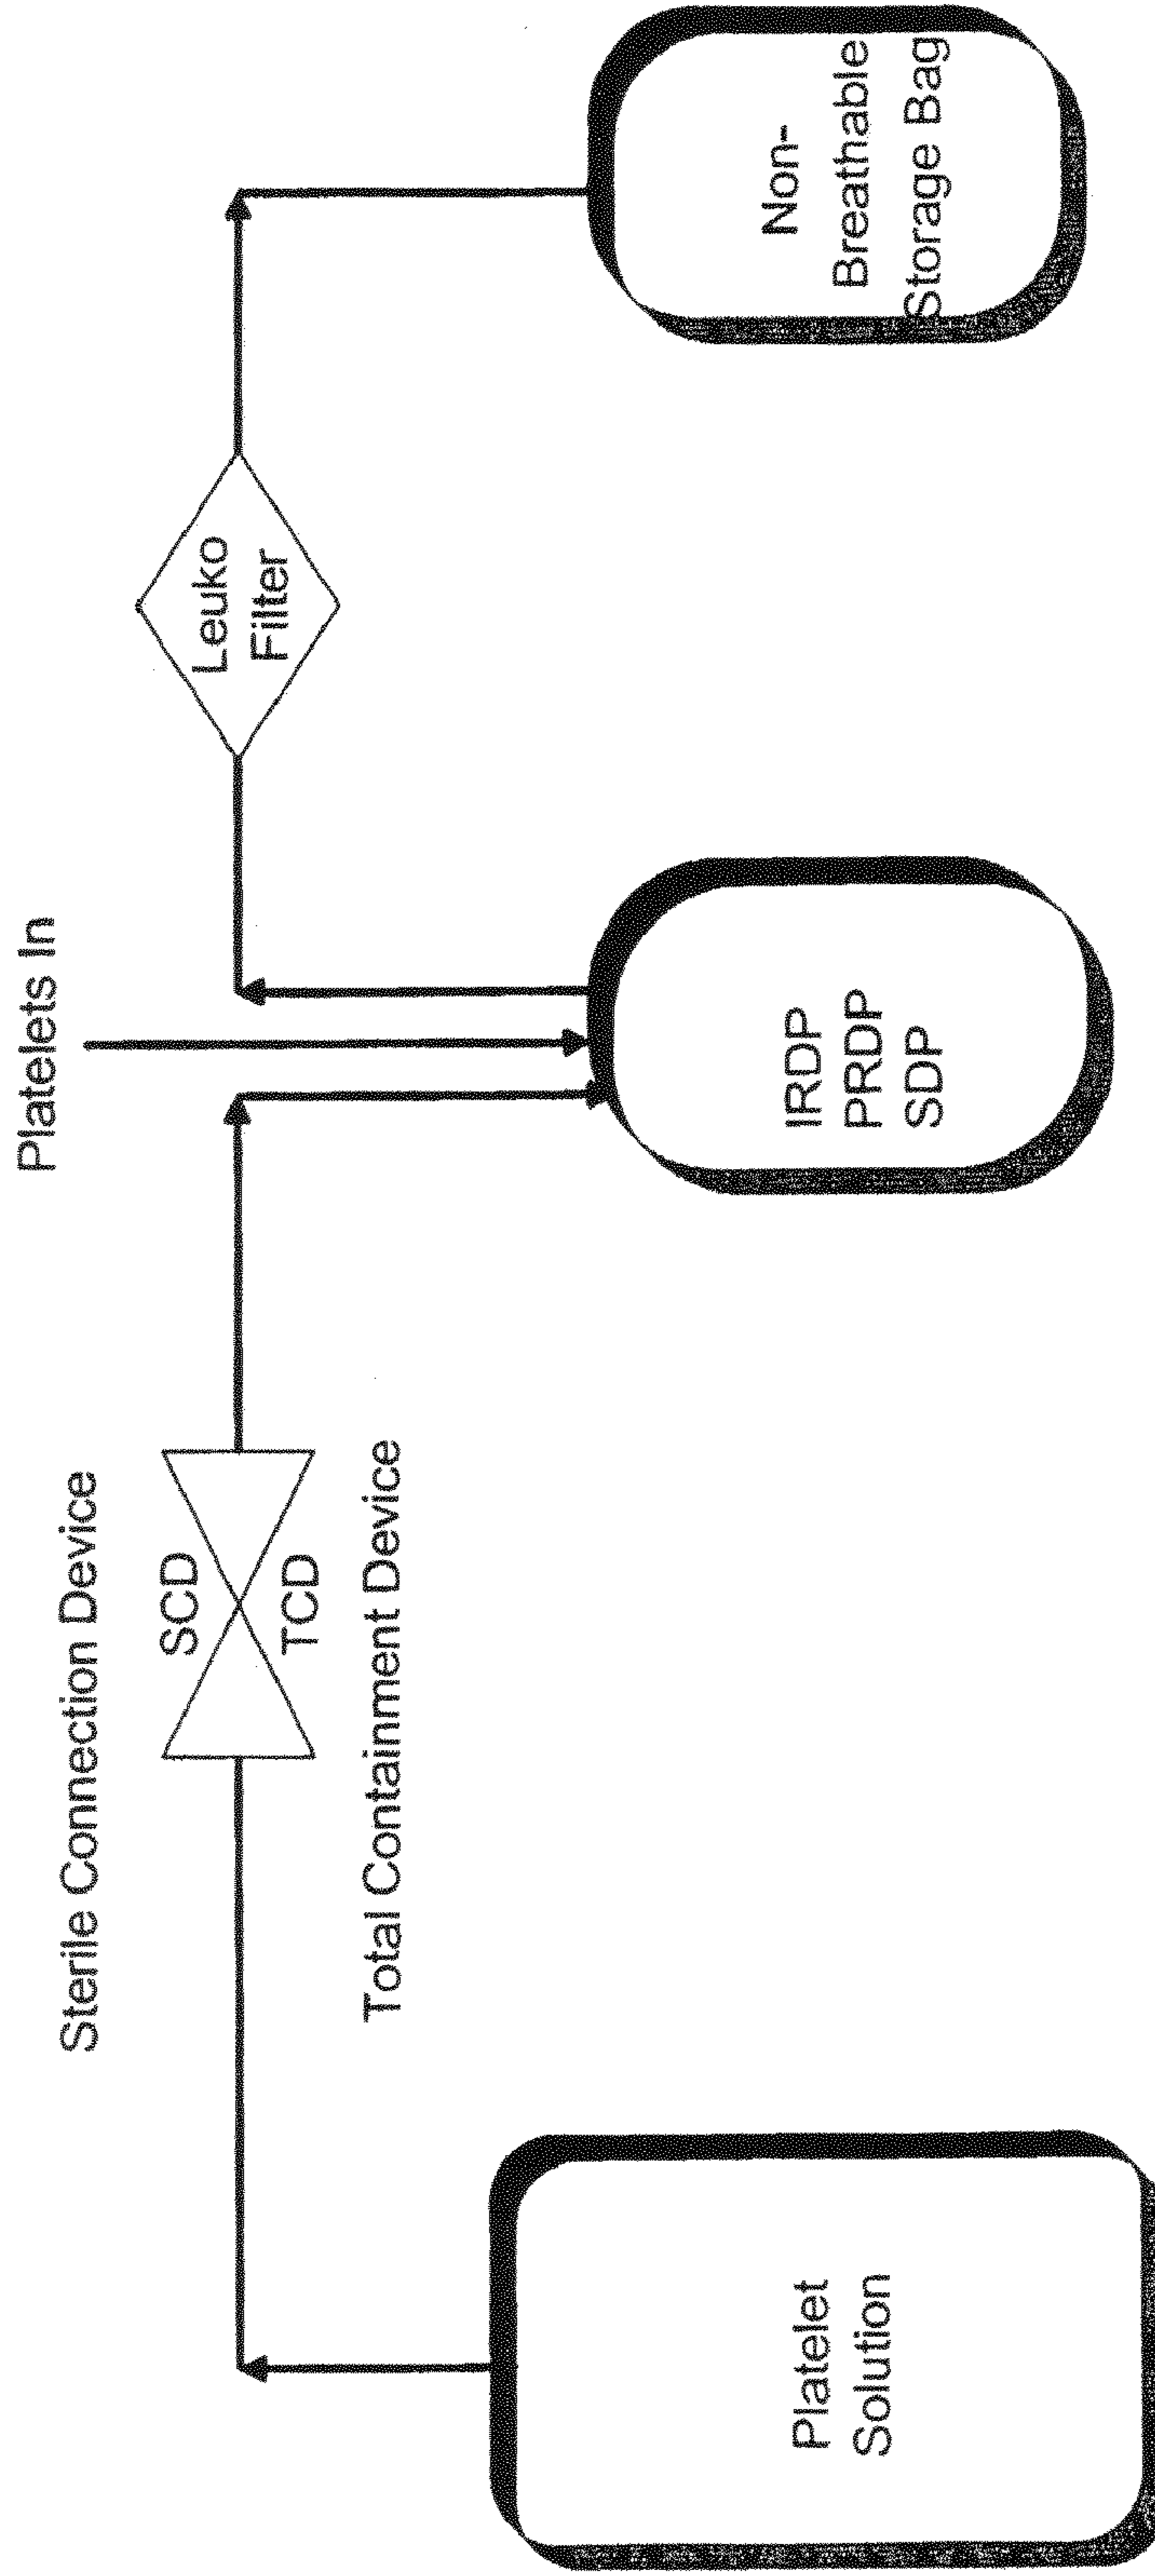 Platelets In
Sterile Connection Device
SCD
TCD
Total Containment Device
Leuko
Filter
Platelet
Solution
IRDP
PRDP
SDP
Non-
Breathable
Storage Bag